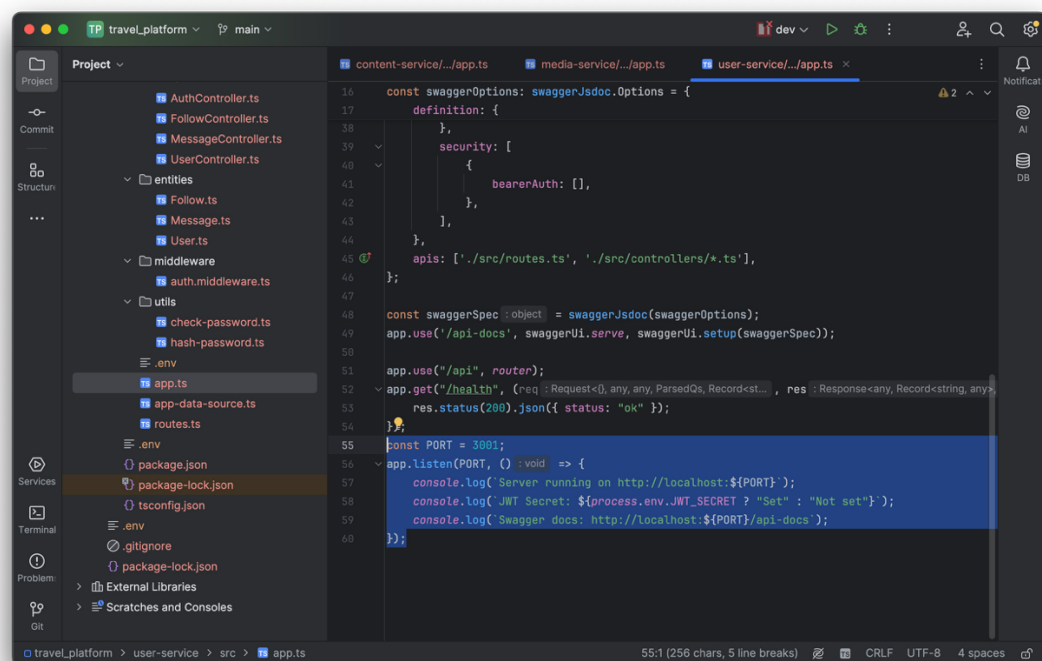 TP travel_platform main dev
Project
content-service/.../app.ts media-service/.../app.ts user-service/.../app.ts
Project
Commit
Structure
Services
Terminal
Problem
Git
AuthController.ts
FollowController.ts
MessageController.ts
UserController.ts
entities
Follow.ts
Message.ts
User.ts
middleware
auth.middleware.ts
utils
check-password.ts
hash-password.ts
.env
app.ts
app-data-source.ts
routes.ts
.env
package.json
package-lock.json
tsconfig.json
.env
.gitignore
package-lock.json
External Libraries
Scratches and Consoles
16 const swaggerOptions: swaggerJsdoc.Options = {
17 definition: {
38 },
39 security: [
40 {
41 bearerAuth: [],
42 },
43 ],
44 },
45 apis: ['./src/routes.ts', './src/controllers/*.ts'],
46 };
47
48 const swaggerSpec : object = swaggerJsdoc(swaggerOptions);
49 app.use('/api-docs', swaggerUi.serve, swaggerUi.setup(swaggerSpec));
50
51 app.use("/api", router);
52 app.get("/health", (req : Request<{}, any, any, ParsedQs, Record<st... , res : Response<any, Record<string, any>,
53 res.status(200).json({ status: "ok" });
54 });
55 const PORT = 3001;
56 app.listen(PORT, () : void => {
57 console.log(`Server running on http://localhost:${PORT}`);
58 console.log(`JWT Secret: ${process.env.JWT_SECRET ? "Set" : "Not set"}`);
59 console.log(`Swagger docs: http://localhost:${PORT}/api-docs`);
60 });
2
Notificat
AI
DB
travel_platform > user-service > src > app.ts 55:1 (256 chars, 5 line breaks) CRLF UTF-8 4 spaces